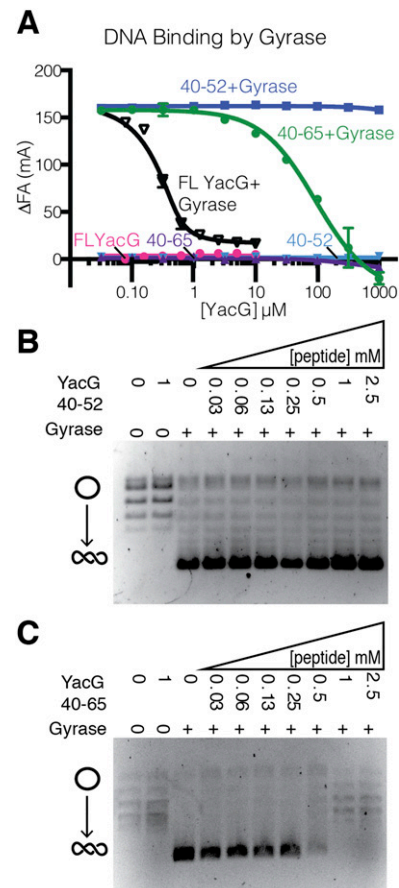 A
DNA Binding by Gyrase
200
150
100
50
0
ΔFA (mA)
40-52+Gyrase
40-65+Gyrase
FL YacG+
Gyrase
FLYacG
40-65
40-52
0.10
1
10
100
1000
[YacG] µM
B
[peptide] mM
YacG
40-52
0 1 0 0.03 0.06 0.13 0.25 0.5 1 2.5
Gyrase 0 0 + + + + + + + +
C
[peptide] mM
YacG
40-65
0 1 0 0.03 0.06 0.13 0.25 0.5 1 2.5
Gyrase 0 0 + + + + + + + +